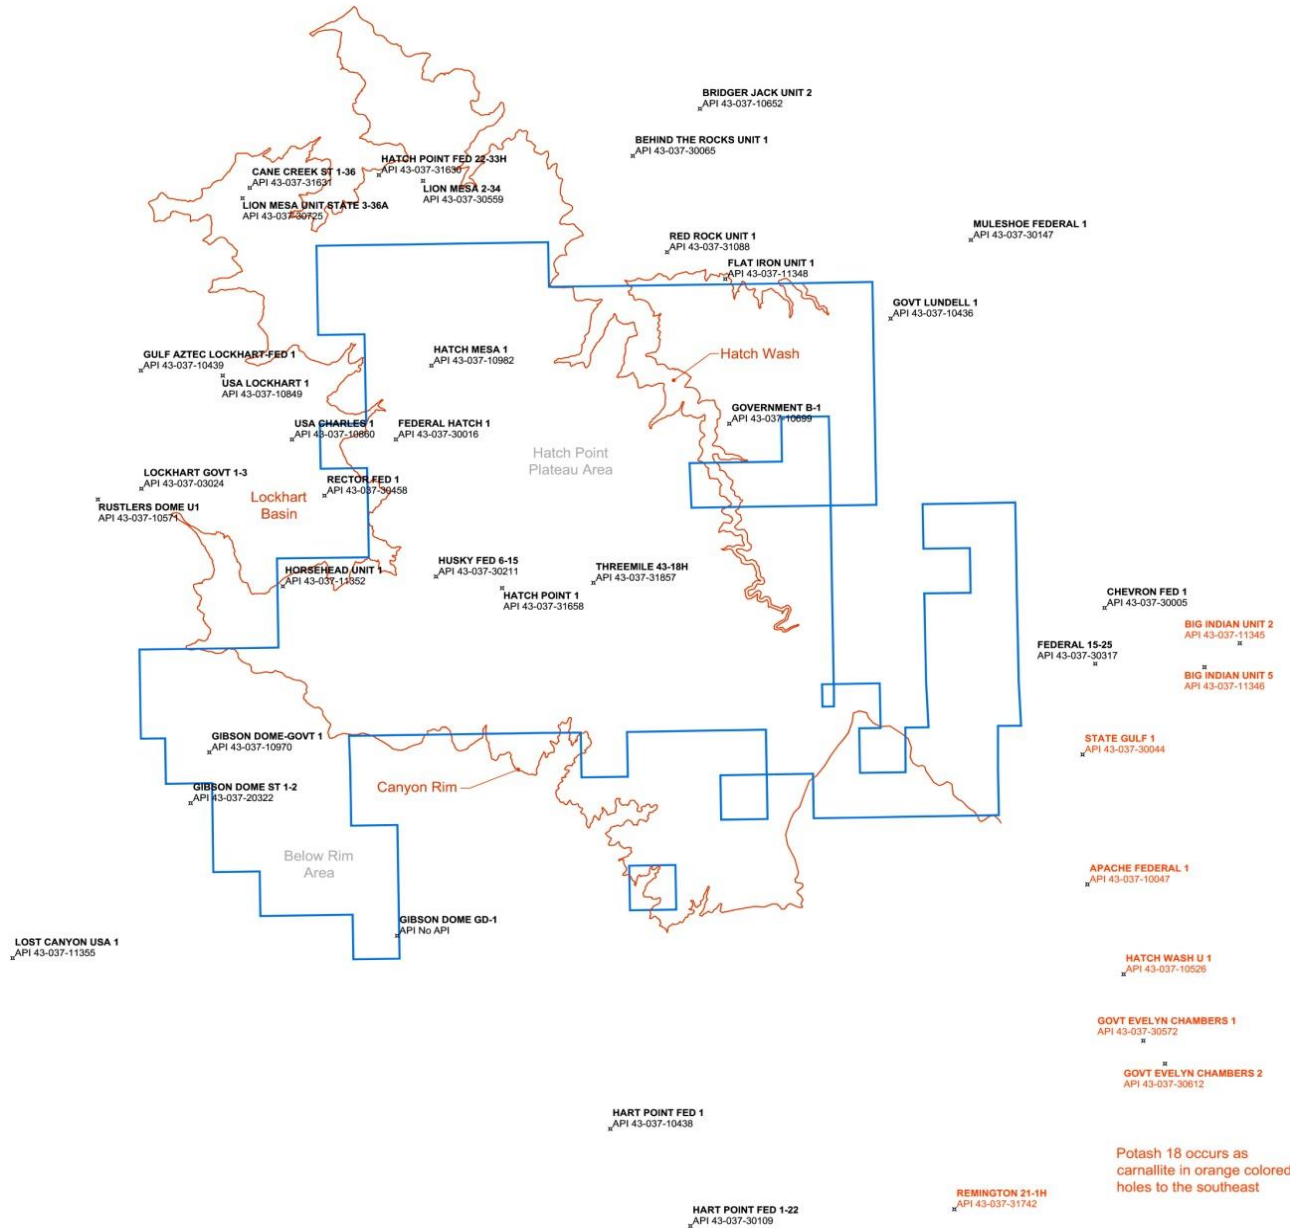 BRIDGER JACK UNIT 2
API 43-037-10652
BEHIND THE ROCKS UNIT 1
API 43-037-30065
HATCH POINT FED 22-33H
API 43-037-31630
CANE CREEK ST 1-36
API 43-037-31631
LION MESA 2-34
API 43-037-30559
LION MESA UNIT STATE 3-36A
API 43-037-30725
MULESHOE FEDERAL 1
API 43-037-30147
RED ROCK UNIT 1
API 43-037-31088
FLAT IRON UNIT 1
API 43-037-11348
GOVT LUNDELL 1
API 43-037-10436
GULF AZTEC LOCKHART-FED 1
API 43-037-10439
HATCH MESA 1
API 43-037-10982
Hatch Wash
USA LOCKHART 1
API 43-037-10849
GOVERNMENT B-1
API 43-037-10699
USA CHARLES 1
API 43-037-10860
FEDERAL HATCH 1
API 43-037-30016
Hatch Point
Plateau Area
LOCKHART GOVT 1-3
API 43-037-03024
RECTOR FED 1
API 43-037-30458
Lockhart
Basin
RUSTLERS DOME U1
API 43-037-10571
HUSKY FED 6-15
API 43-037-30211
THREEMILE 43-18H
API 43-037-31857
HORSEHEAD UNIT 1
API 43-037-11352
HATCH POINT 1
API 43-037-31658
CHEVRON FED 1
API 43-037-30005
BIG INDIAN UNIT 2
API 43-037-11345
FEDERAL 15-25
API 43-037-30317
BIG INDIAN UNIT 5
API 43-037-11346
GIBSON DOME-GOVT 1
API 43-037-10970
STATE GULF 1
API 43-037-30044
GIBSON DOME ST 1-2
API 43-037-20322
Canyon Rim
Below Rim
Area
APACHE FEDERAL 1
API 43-037-10047
GIBSON DOME GD-1
API No API
LOST CANYON USA 1
API 43-037-11355
HATCH WASH U 1
API 43-037-10526
GOVT EVELYN CHAMBERS 1
API 43-037-30572
GOVT EVELYN CHAMBERS 2
API 43-037-30612
HART POINT FED 1
API 43-037-10438
Potash 18 occurs as
carnallite in orange colored
holes to the southeast
REMINGTON 21-1H
API 43-037-31742
HART POINT FED 1-22
API 43-037-30109